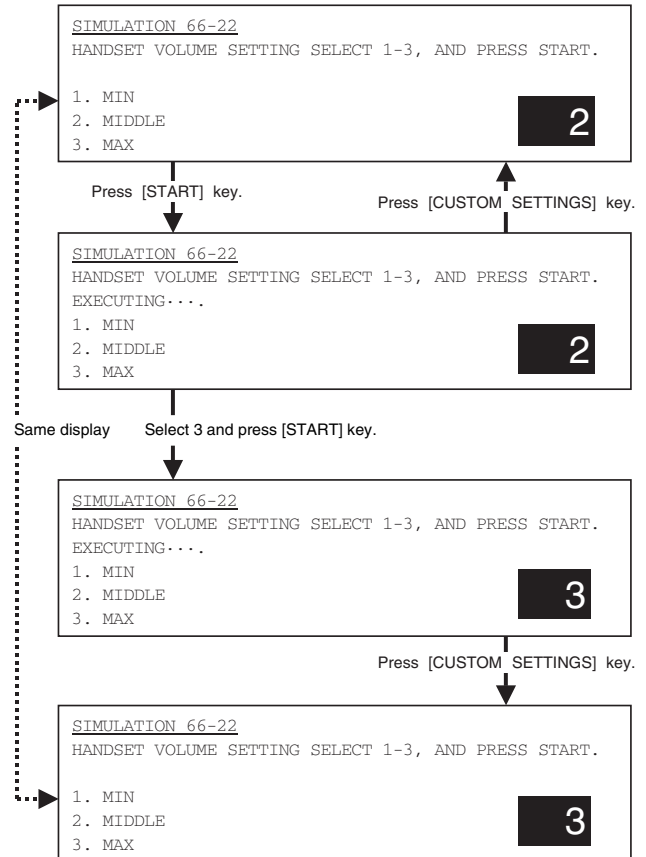 SIMULATION 66-22
HANDSET VOLUME SETTING SELECT 1-3, AND PRESS START.
1. MIN
2. MIDDLE
3. MAX
2
Press [START] key.
Press [CUSTOM SETTINGS] key.
SIMULATION 66-22
HANDSET VOLUME SETTING SELECT 1-3, AND PRESS START.
EXECUTING···.
1. MIN
2. MIDDLE
3. MAX
2
Same display
Select 3 and press [START] key.
SIMULATION 66-22
HANDSET VOLUME SETTING SELECT 1-3, AND PRESS START.
EXECUTING···.
1. MIN
2. MIDDLE
3. MAX
3
Press [CUSTOM SETTINGS] key.
SIMULATION 66-22
HANDSET VOLUME SETTING SELECT 1-3, AND PRESS START.
1. MIN
2. MIDDLE
3. MAX
3